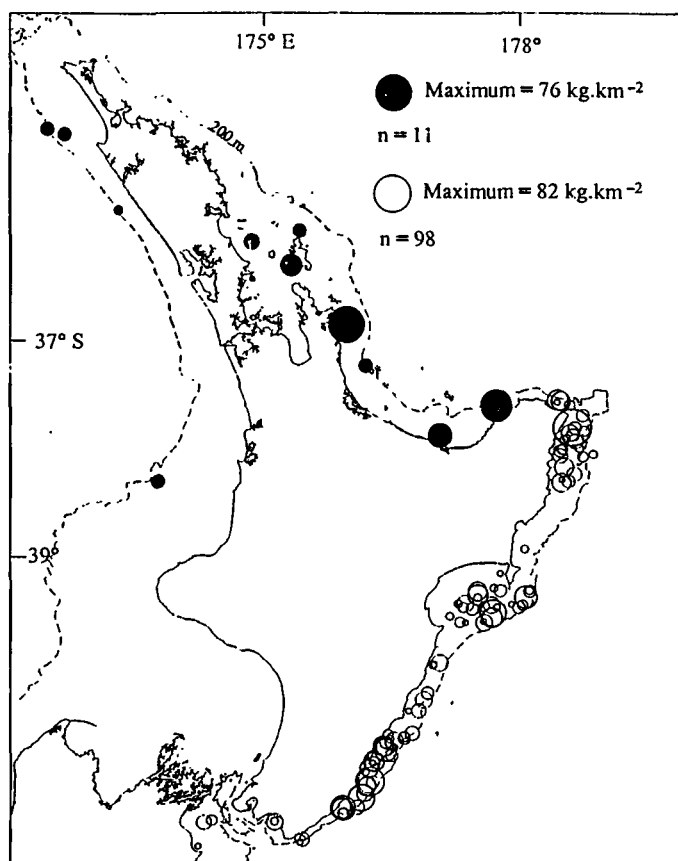 175° E
178°
Maximum = 76 kg.km⁻²
n = 11
200 m
Maximum = 82 kg.km⁻²
n = 98
37° S
39°